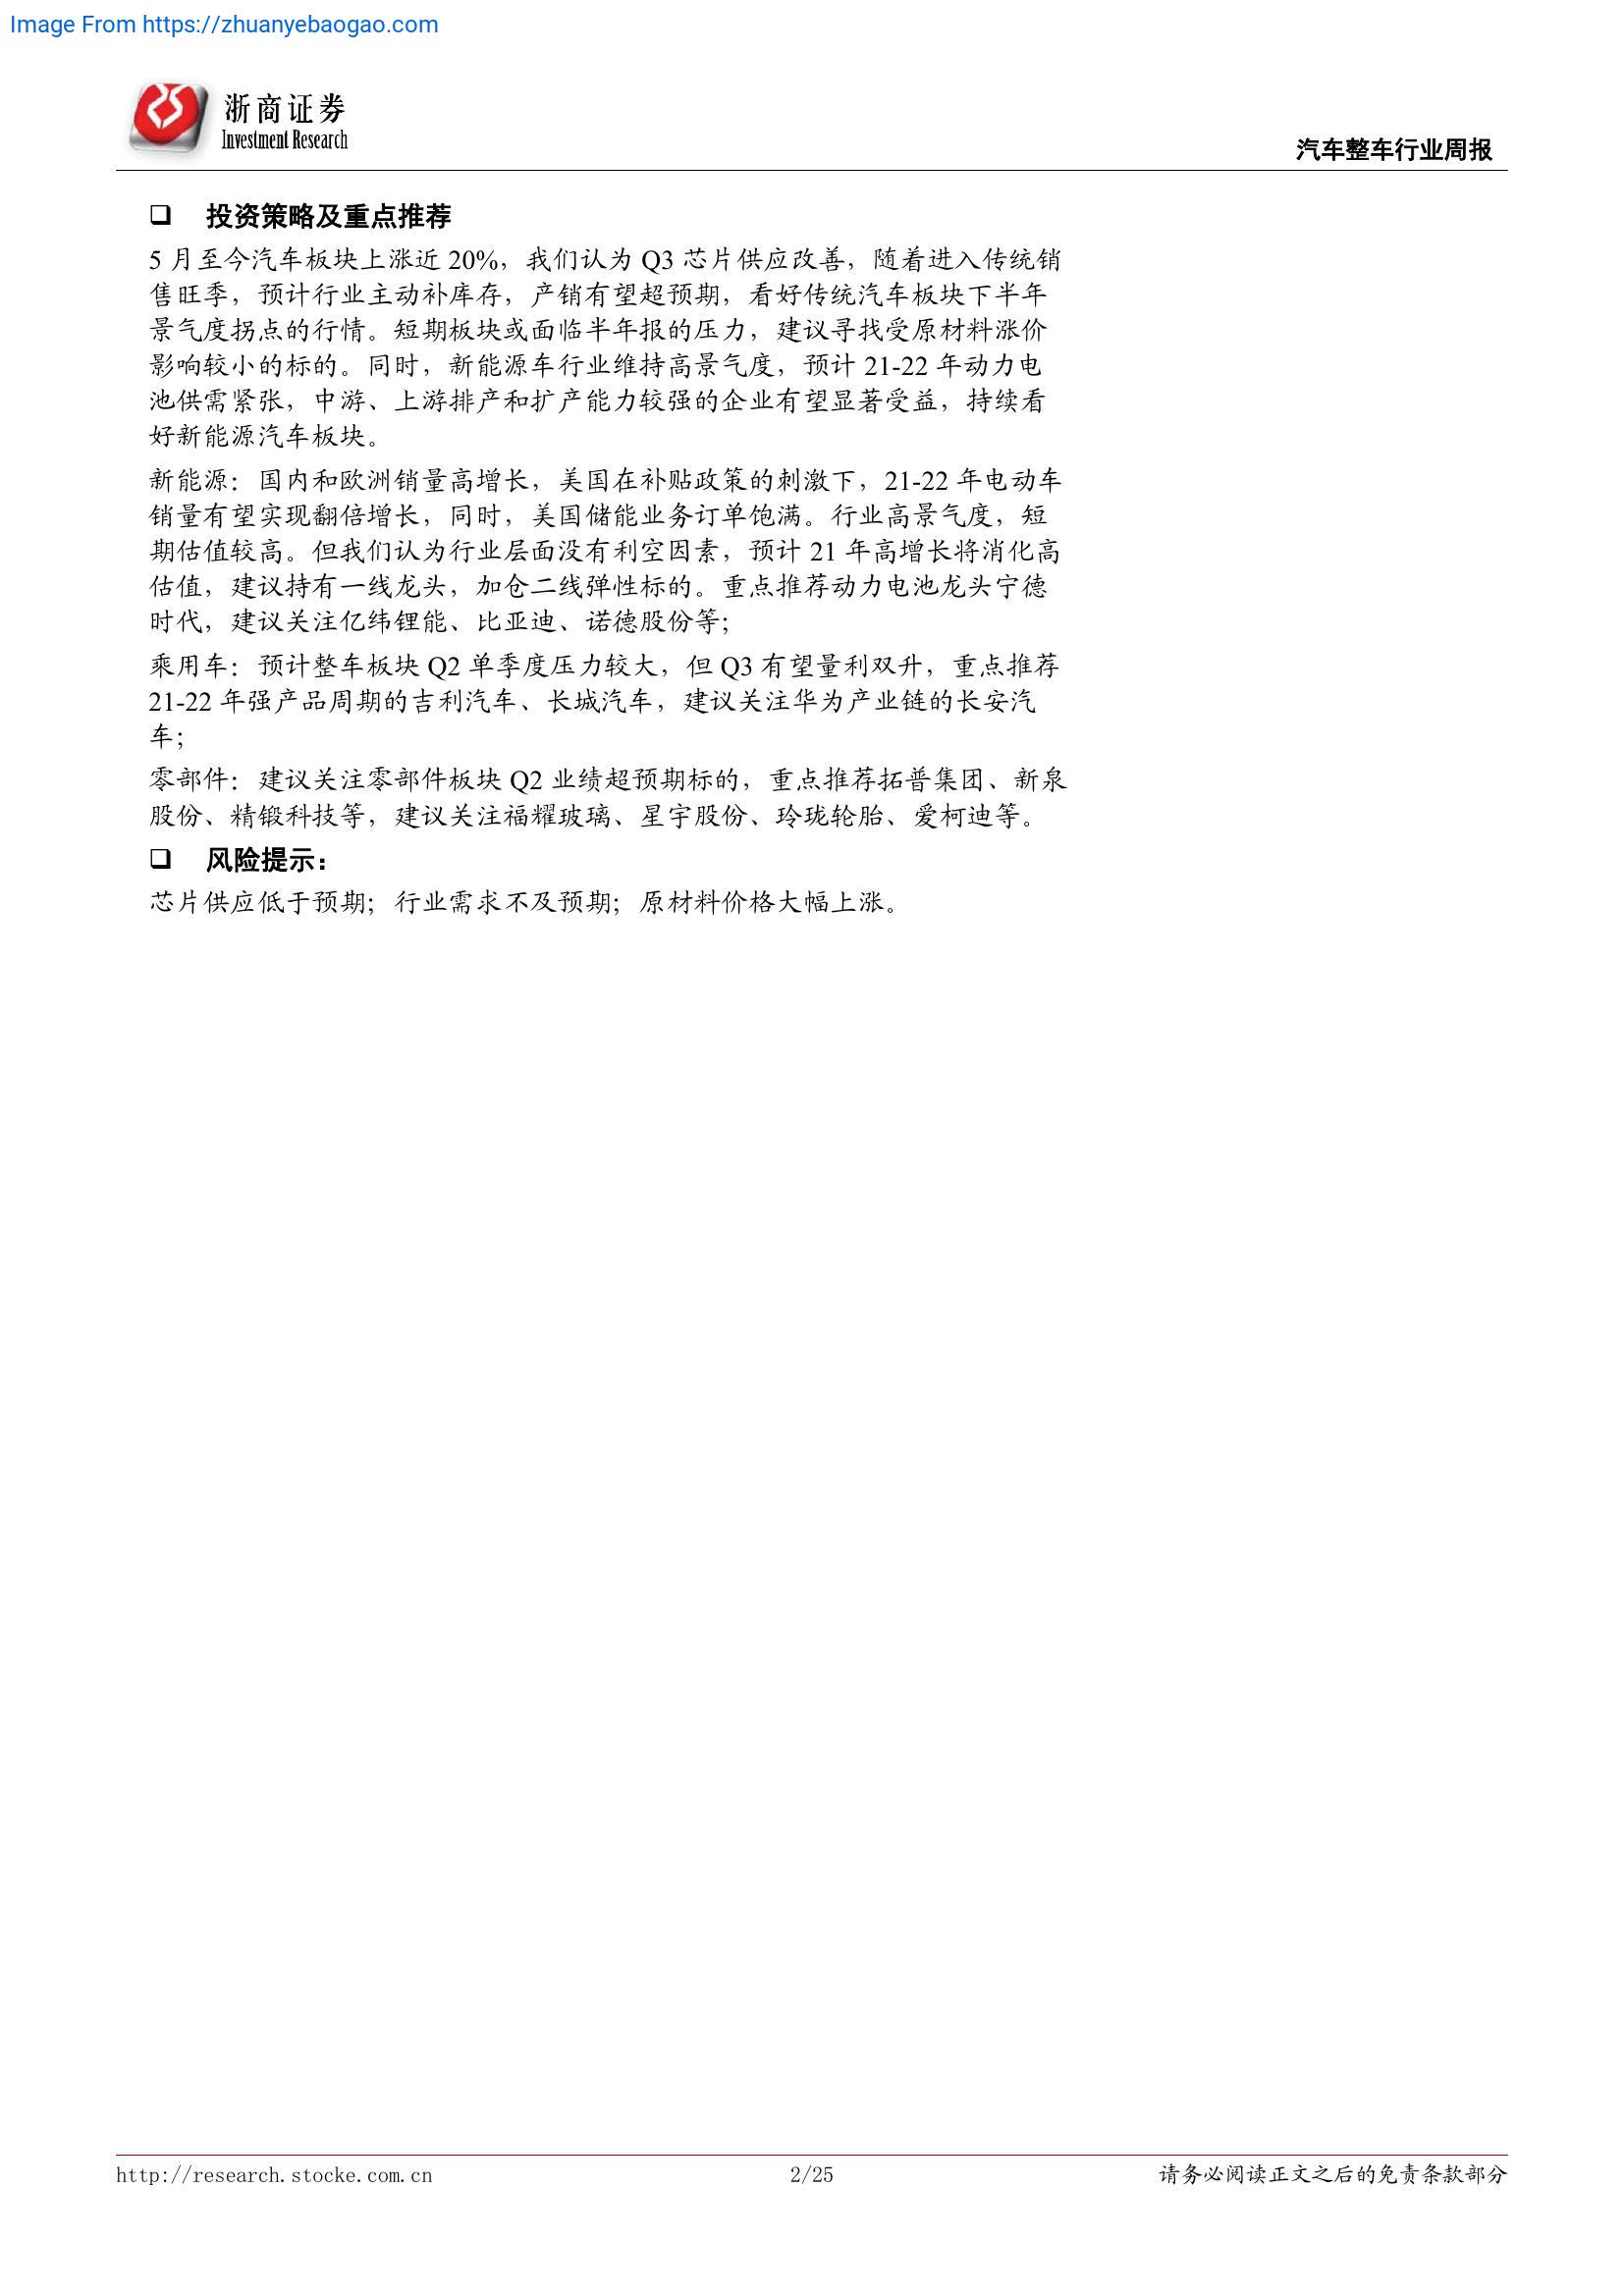 Image From https://zhuanyebaogao.com
浙商证券
Investment Research
汽车整车行业周报
❑ 投资策略及重点推荐
5 月至今汽车板块上涨近 20%，我们认为 Q3 芯片供应改善，随着进入传统销
售旺季，预计行业主动补库存，产销有望超预期，看好传统汽车板块下半年
景气度拐点的行情。短期板块或面临半年报的压力，建议寻找受原材料涨价
影响较小的标的。同时，新能源车行业维持高景气度，预计 21-22 年动力电
池供需紧张，中游、上游排产和扩产能力较强的企业有望显著受益，持续看
好新能源汽车板块。
新能源：国内和欧洲销量高增长，美国在补贴政策的刺激下，21-22 年电动车
销量有望实现翻倍增长，同时，美国储能业务订单饱满。行业高景气度，短
期估值较高。但我们认为行业层面没有利空因素，预计 21 年高增长将消化高
估值，建议持有一线龙头，加仓二线弹性标的。重点推荐动力电池龙头宁德
时代，建议关注亿纬锂能、比亚迪、诺德股份等；
乘用车：预计整车板块 Q2 单季度压力较大，但 Q3 有望量利双升，重点推荐
21-22 年强产品周期的吉利汽车、长城汽车，建议关注华为产业链的长安汽
车；
零部件：建议关注零部件板块 Q2 业绩超预期标的，重点推荐拓普集团、新泉
股份、精锻科技等，建议关注福耀玻璃、星宇股份、玲珑轮胎、爱柯迪等。
❑ 风险提示：
芯片供应低于预期；行业需求不及预期；原材料价格大幅上涨。
http://research.stocke.com.cn
2/25
请务必阅读正文之后的免责条款部分